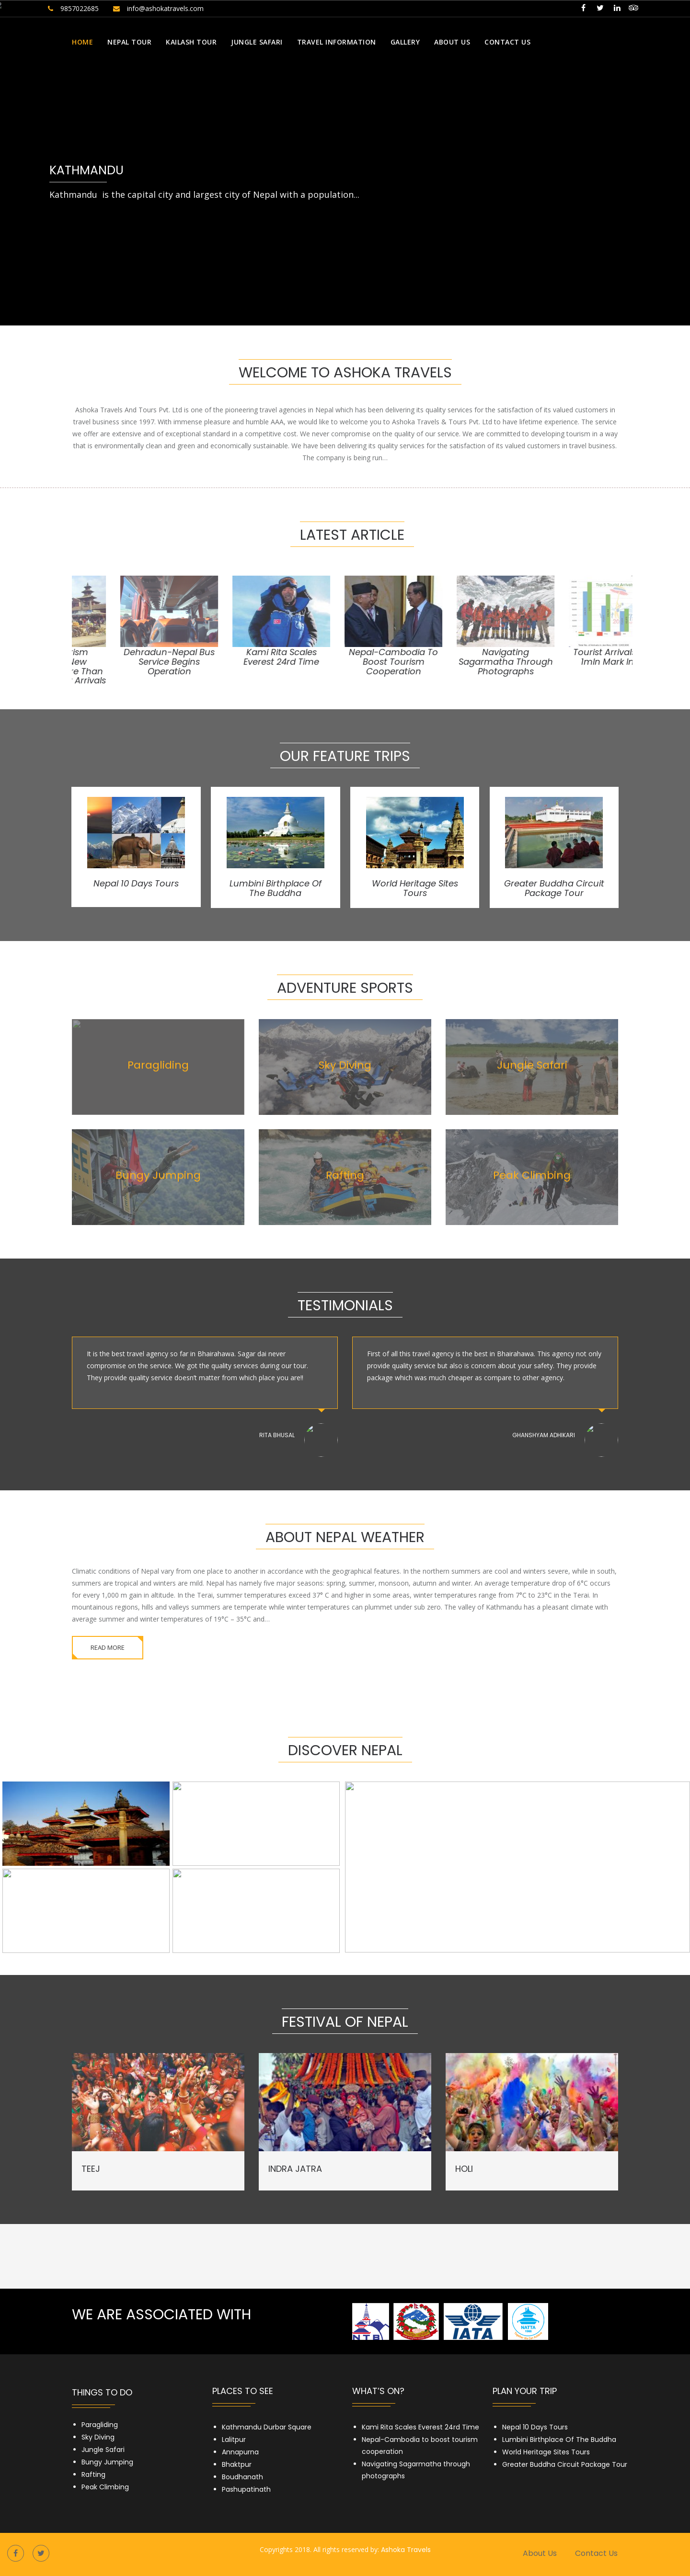 9857022685 info@ashokatravels.com
HOME NEPAL TOUR KAILASH TOUR JUNGLE SAFARI TRAVEL INFORMATION GALLERY ABOUT US CONTACT US
KATHMANDU
Kathmandu is the capital city and largest city of Nepal with a population...
WELCOME TO ASHOKA TRAVELS
Ashoka Travels And Tours Pvt. Ltd is one of the pioneering travel agencies in Nepal which has been delivering its quality services for the satisfaction of its valued customers in
travel business since 1997. With immense pleasure and humble AAA, we would like to welcome you to Ashoka Travels & Tours Pvt. Ltd to have lifetime experience. The service
we offer are extensive and of exceptional standard in a competitive cost. We never compromise on the quality of our service. We are committed to developing tourism in a way
that is environmentally clean and green and economically sustainable. We have been delivering its quality services for the satisfaction of its valued customers in travel business.
The company is being run…
LATEST ARTICLE
Dehradun-Nepal Bus
Service Begins
Operation
Kami Rita Scales
Everest 24rd Time
Nepal-Cambodia To
Boost Tourism
Cooperation
Navigating
Sagarmatha Through
Photographs
Tourist Arrival
1mln Mark In
OUR FEATURE TRIPS
Nepal 10 Days Tours
Lumbini Birthplace Of
The Buddha
World Heritage Sites
Tours
Greater Buddha Circuit
Package Tour
ADVENTURE SPORTS
Paragliding
Sky Diving
Jungle Safari
Bungy Jumping
Rafting
Peak Climbing
TESTIMONIALS
It is the best travel agency so far in Bhairahawa. Sagar dai never
compromise on the service. We got the quality services during our tour.
They provide quality service doesn’t matter from which place you are!!
RITA BHUSAL
First of all this travel agency is the best in Bhairahawa. This agency not only
provide quality service but also is concern about your safety. They provide
package which was much cheaper as compare to other agency.
GHANSHYAM ADHIKARI
ABOUT NEPAL WEATHER
Climatic conditions of Nepal vary from one place to another in accordance with the geographical features. In the northern summers are cool and winters severe, while in south,
summers are tropical and winters are mild. Nepal has namely five major seasons: spring, summer, monsoon, autumn and winter. An average temperature drop of 6°C occurs
for every 1,000 m gain in altitude. In the Terai, summer temperatures exceed 37° C and higher in some areas, winter temperatures range from 7°C to 23°C in the Terai. In
mountainous regions, hills and valleys summers are temperate while winter temperatures can plummet under sub zero. The valley of Kathmandu has a pleasant climate with
average summer and winter temperatures of 19°C – 35°C and…
READ MORE
DISCOVER NEPAL
FESTIVAL OF NEPAL
TEEJ
INDRA JATRA
HOLI
WE ARE ASSOCIATED WITH
NTB
IATA
NATTA
THINGS TO DO
Paragliding
Sky Diving
Jungle Safari
Bungy Jumping
Rafting
Peak Climbing
PLACES TO SEE
Kathmandu Durbar Square
Lalitpur
Annapurna
Bhaktpur
Boudhanath
Pashupatinath
WHAT’S ON?
Kami Rita Scales Everest 24rd Time
Nepal-Cambodia to boost tourism
cooperation
Navigating Sagarmatha through
photographs
PLAN YOUR TRIP
Nepal 10 Days Tours
Lumbini Birthplace Of The Buddha
World Heritage Sites Tours
Greater Buddha Circuit Package Tour
Copyrights 2018. All rights reserved by: Ashoka Travels
About Us Contact Us